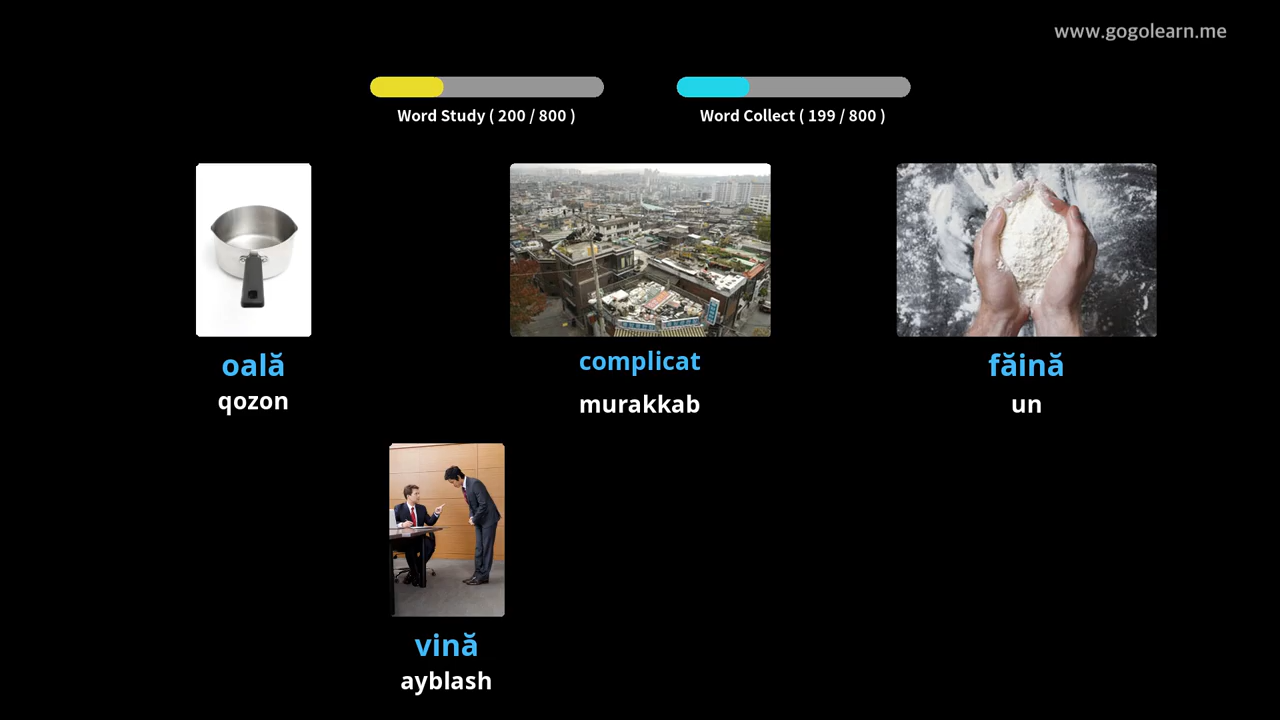 www.gogolearn.me
Word Study ( 200 / 800 )
Word Collect ( 199 / 800 )
oală
qozon
complicat
murakkab
făină
un
vină
ayblash